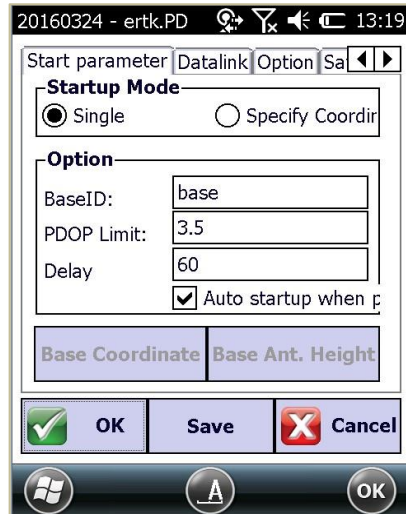 20160324 - ertk.PD 13:19
Start parameter Datalink Option Sa
Startup Mode
Single Specify Coordir
Option
BaseID: base
PDOP Limit: 3.5
Delay 60
Auto startup when p
Base Coordinate Base Ant. Height
OK Save Cancel
A OK